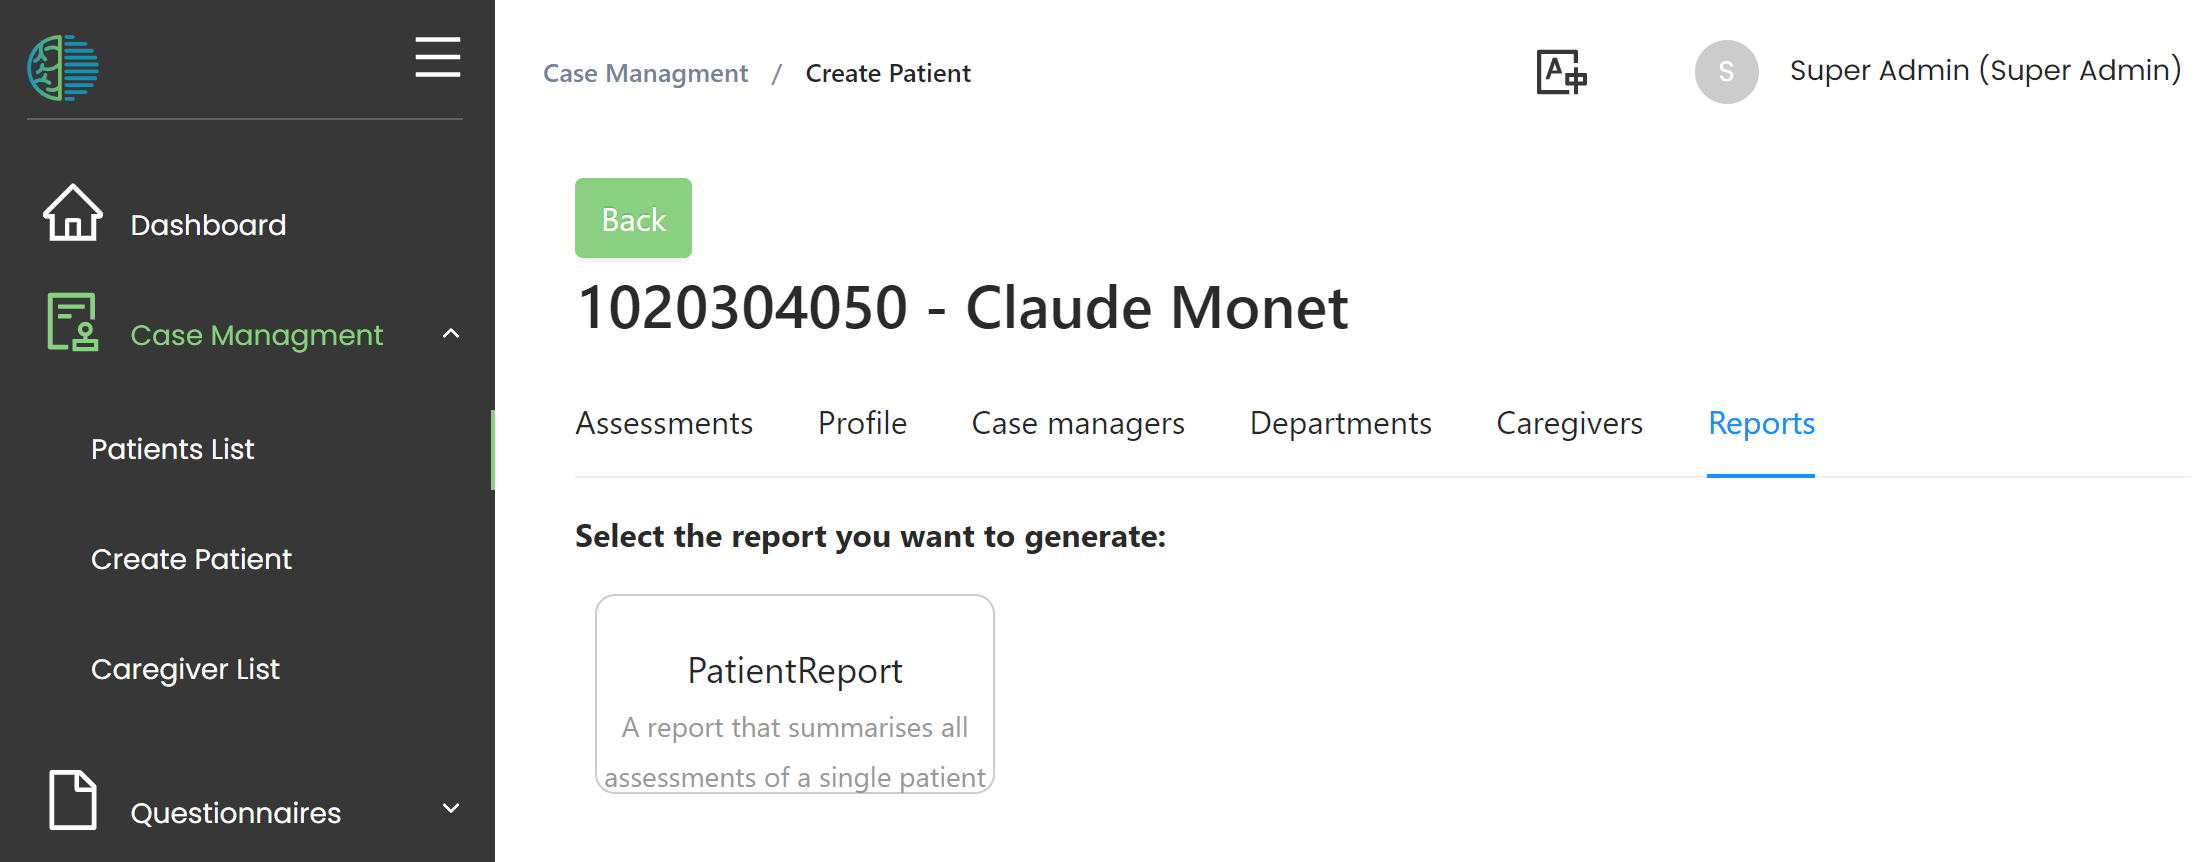 Case Managment / Create Patient
A
S
Super Admin (Super Admin)
Dashboard
Case Managment
Patients List
Create Patient
Caregiver List
Questionnaires
Back
1020304050 - Claude Monet
Assessments Profile Case managers Departments Caregivers Reports
Select the report you want to generate:
PatientReport
A report that summarises all
assessments of a single patient